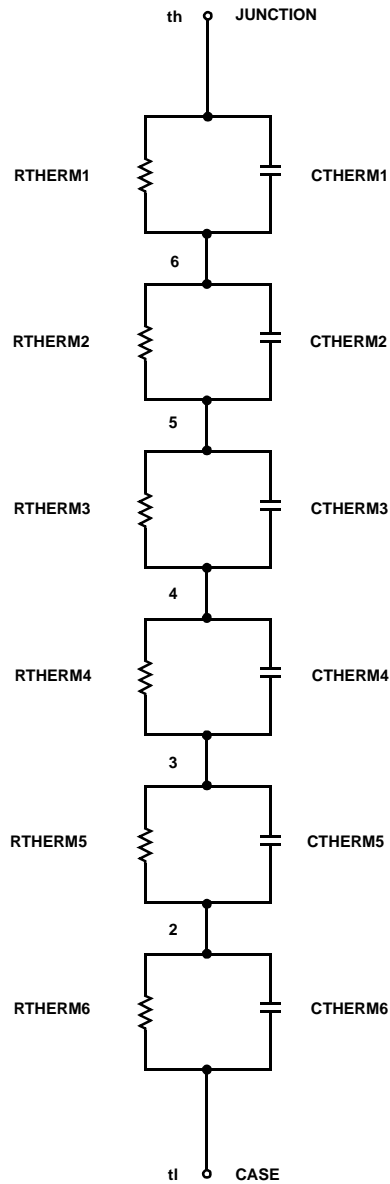 th JUNCTION
RTHERM1 CTHERM1
6
RTHERM2 CTHERM2
5
RTHERM3 CTHERM3
4
RTHERM4 CTHERM4
3
RTHERM5 CTHERM5
2
RTHERM6 CTHERM6
tl CASE